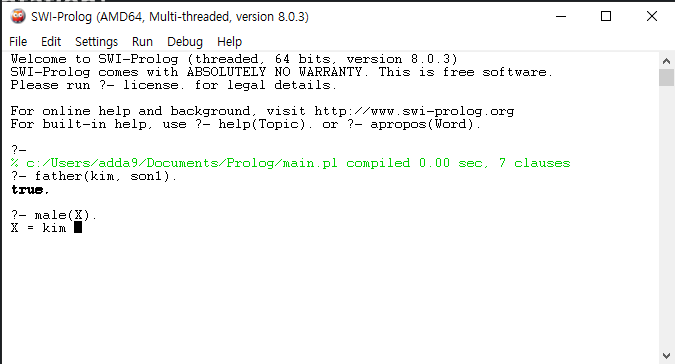 SWI-Prolog (AMD64, Multi-threaded, version 8.0.3)
File Edit Settings Run Debug Help
Welcome to SWI-Prolog (threaded, 64 bits, version 8.0.3)
SWI-Prolog comes with ABSOLUTELY NO WARRANTY. This is free software.
Please run ?- license. for legal details.
For online help and background, visit http://www.swi-prolog.org
For built-in help, use ?- help(Topic). or ?- apropos(Word).
?-
% c:/Users/adda9/Documents/Prolog/main.pl compiled 0.00 sec, 7 clauses
?- father(kim, son1).
true.
?- male(X).
X = kim